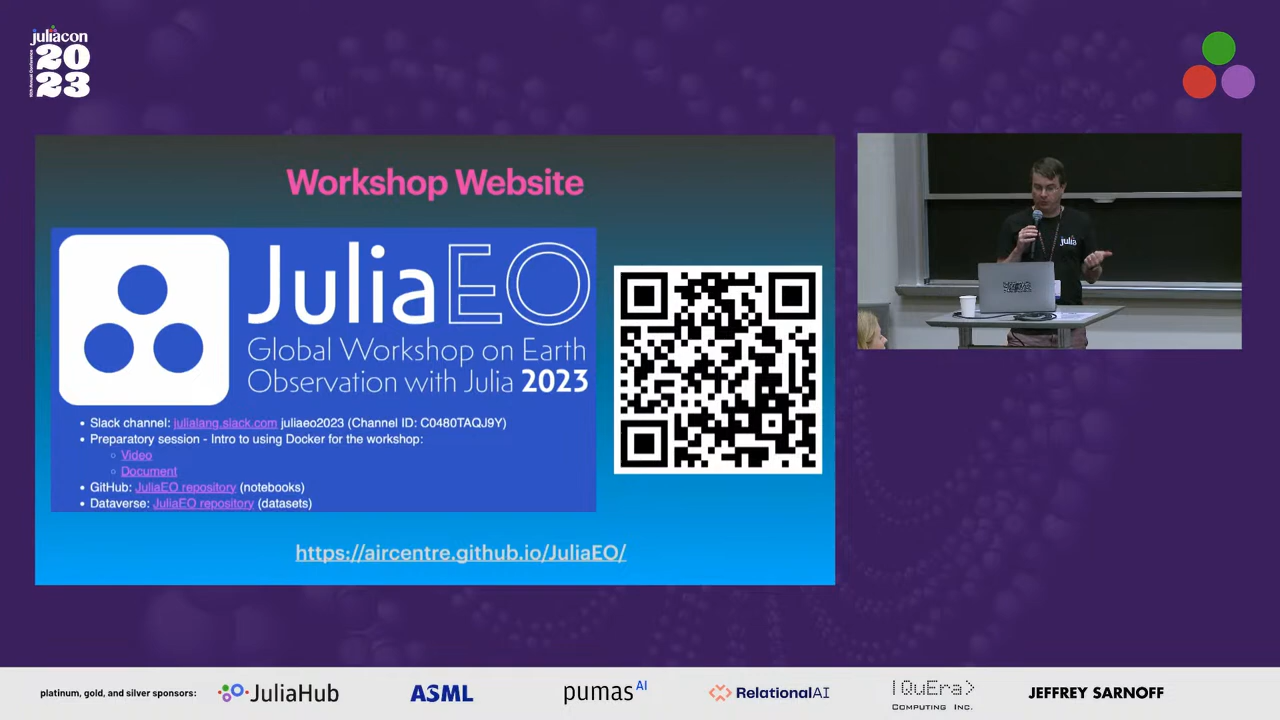 juliacon
20
23
Workshop Website
JuliaEO
Global Workshop on Earth
Observation with Julia 2023
• Slack channel: julialang.slack.com juliaeo2023 (Channel ID: C0480TAQJ9Y)
• Preparatory session - Intro to using Docker for the workshop:
◦ Video
◦ Document
• GitHub: JuliaEO repository (notebooks)
• Dataverse: JuliaEO repository (datasets)
https://aircentre.github.io/JuliaEO/
julia
platinum, gold, and silver sponsors:
JuliaHub
ASML
pumas AI
RelationalAI
|QuEra>
COMPUTING INC.
JEFFREY SARNOFF